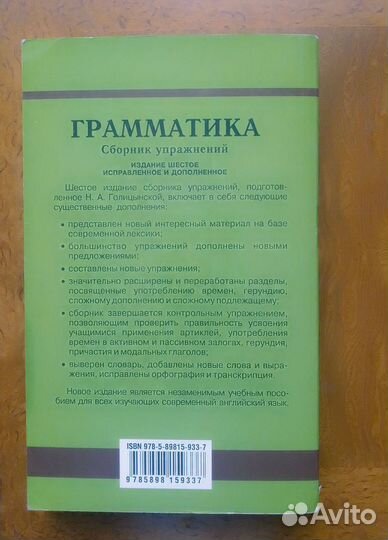 ГРАММАТИКА
Сборник упражнений
ИЗДАНИЕ ШЕСТОЕ
ИСПРАВЛЕННОЕ И ДОПОЛНЕННОЕ
Шестое издание сборника упражнений, подготов-
ленное Н. А. Голицынской, включает в себя следующие
существенные дополнения:
• представлен новый интересный материал на базе
современной лексики;
• большинство упражнений дополнены новыми
предложениями;
• составлены новые упражнения;
• значительно расширены и переработаны разделы,
посвященные употреблению времен, герундию,
сложному дополнению и сложному подлежащему;
• сборник завершается контрольным упражнением,
позволяющим проверить правильность усвоения
учащимися применения артиклей, употребления
времен в активном и пассивном залогах, герундия,
причастия и модальных глаголов;
• выверен словарь, добавлены новые слова и выра-
жения, исправлены орфография и транскрипция.
Новое издание является незаменимым учебным посо-
бием для всех изучающих современный английский язык.
ISBN 978-5-89815-933-7
9 785898 159337
Avito